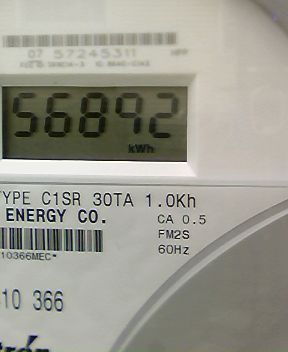 07 57245311
56892
kWh
TYPE C1SR 30TA 1.0Kh
ENERGY CO.
CA 0.5
FM2S
60Hz
10366MEC*
10 366